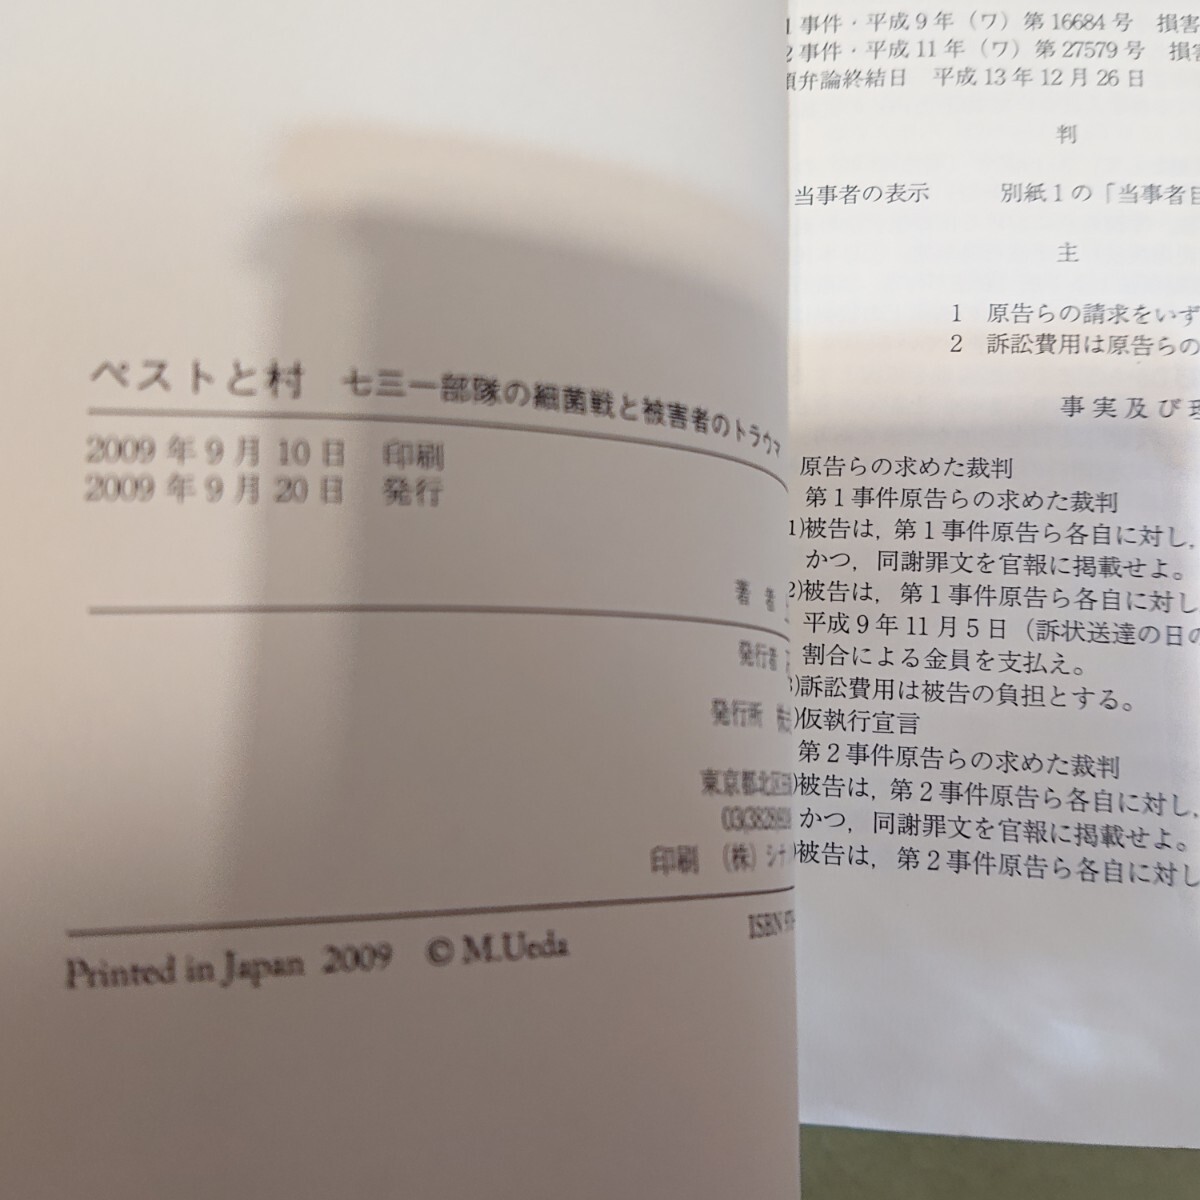 ペストと村　七三一部隊の細菌戦と被害者のトラウマ
2009年9月10日　印刷
2009年9月20日　発行
著者
発行者
発行所
東京都北区
印刷　（株）シナ
ISBN
Printed in Japan 2009　© M.Ueda
1事件・平成9年（ワ）第16684号　損害
2事件・平成11年（ワ）第27579号　損害
頭弁論終結日　平成13年12月26日
判
当事者の表示　別紙1の「当事者目
主
1　原告らの請求をいず
2　訴訟費用は原告らの
事実及び理
原告らの求めた裁判
第1事件原告らの求めた裁判
1)被告は，第1事件原告ら各自に対し，
かつ，同謝罪文を官報に掲載せよ。
2)被告は，第1事件原告ら各自に対し
平成9年11月5日（訴状送達の日の
割合による金員を支払え。
3)訴訟費用は被告の負担とする。
)仮執行宣言
第2事件原告らの求めた裁判
)被告は，第2事件原告ら各自に対し，
かつ，同謝罪文を官報に掲載せよ。
)被告は，第2事件原告ら各自に対し